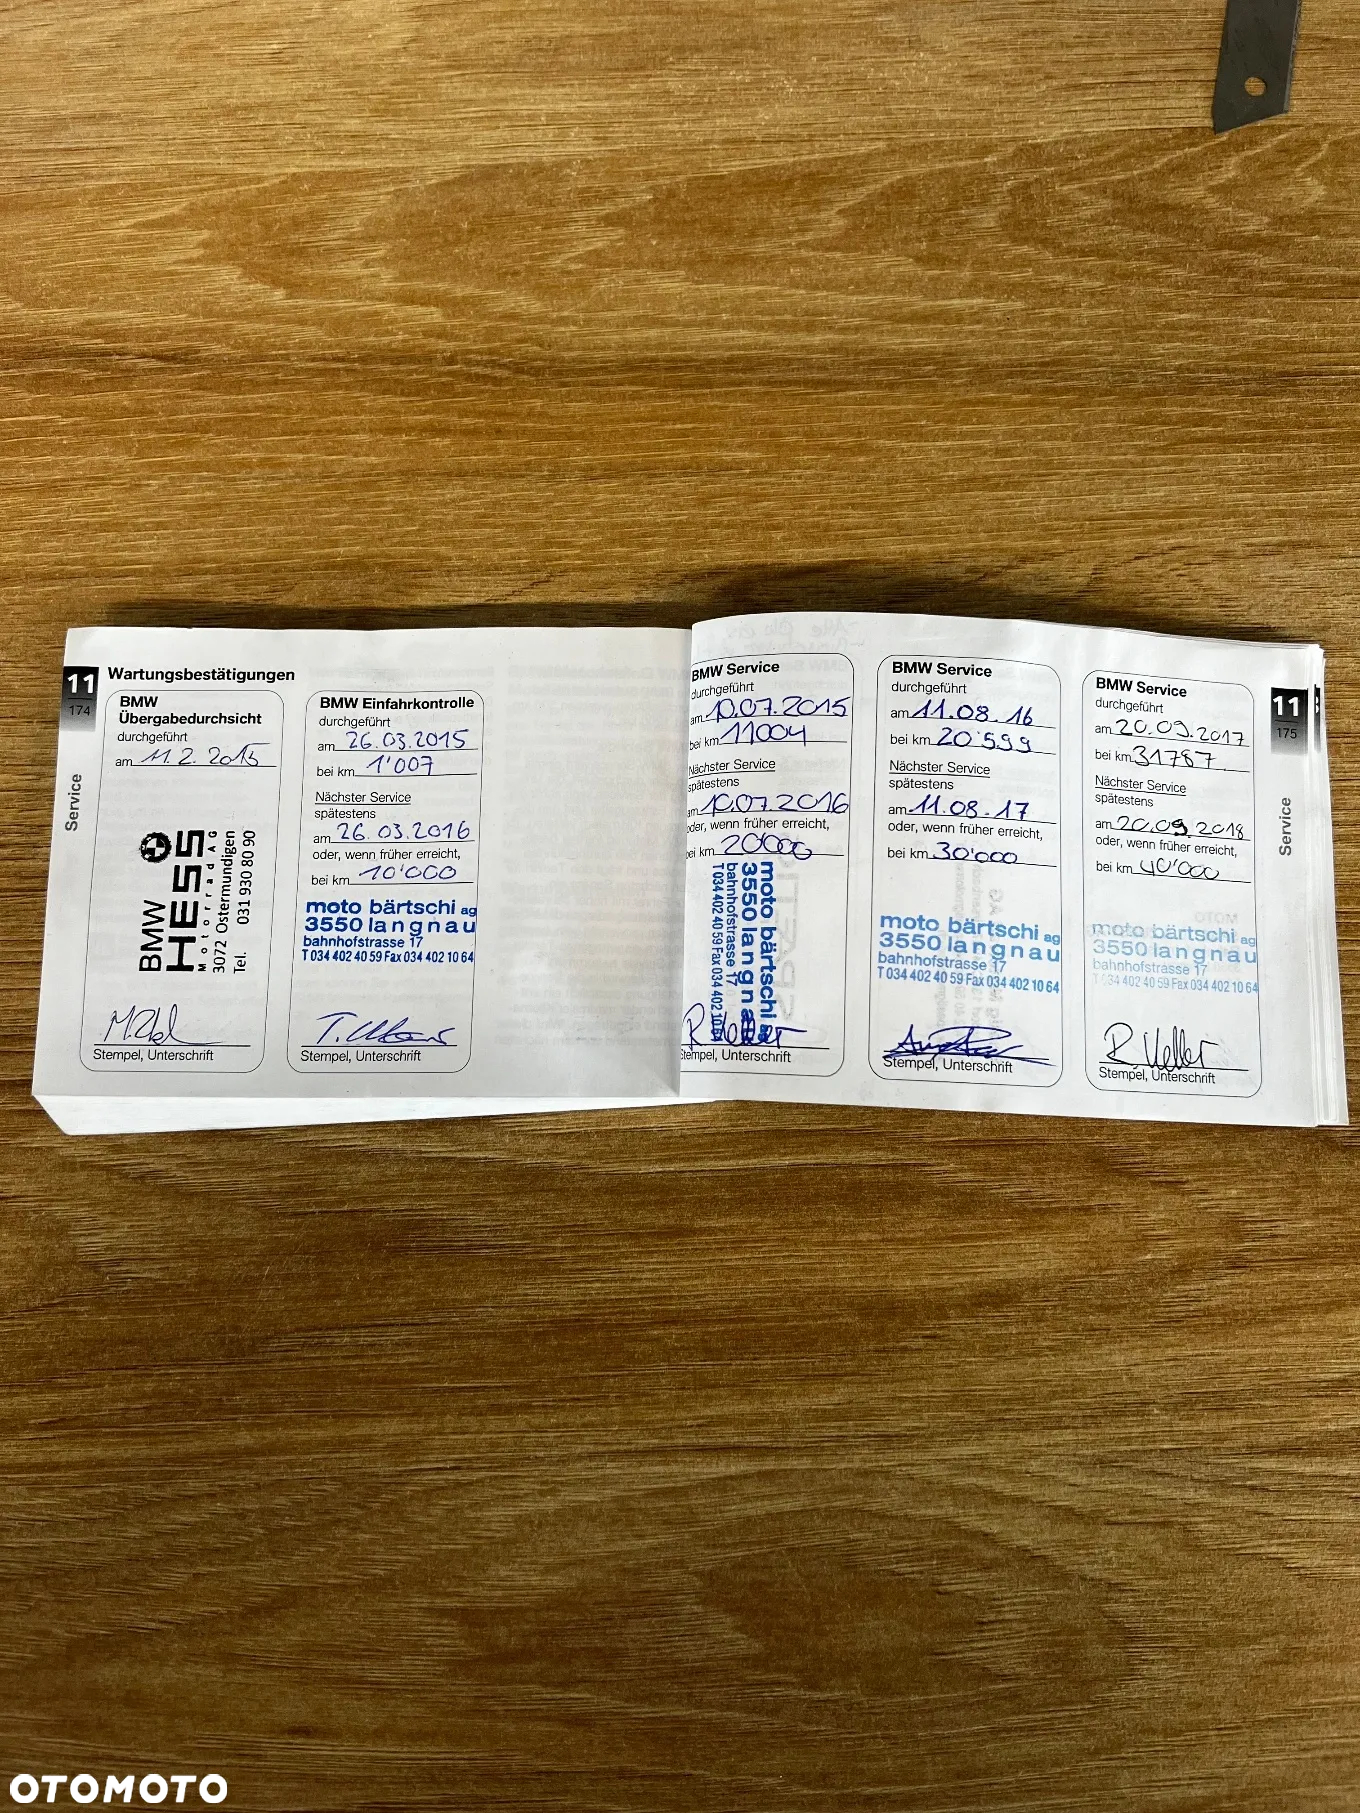 11
174
Service
Wartungsbestätigungen
BMW
Übergabedurchsicht
durchgeführt
am 11.2.2015
BMW
HESS
Motorrad AG
3072 Ostermundigen
Tel. 031 930 80 90
Stempel, Unterschrift
BMW Einfahrkontrolle
durchgeführt
am 26.03.2015
bei km 1'007
Nächster Service
spätestens
am 26.03.2016
oder, wenn früher erreicht,
bei km 10'000
moto bärtschi ag
3550 langnau
bahnhofstrasse 17
T 034 402 40 59 Fax 034 402 10 64
Stempel, Unterschrift
BMW Service
durchgeführt
am 10.07.2015
bei km 11004
Nächster Service
spätestens
am 10.07.2016
oder, wenn früher erreicht,
bei km 20'000
moto bärtschi ag
3550 langnau
bahnhofstrasse 17
T 034 402 40 59 Fax 034 402 10
Stempel, Unterschrift
BMW Service
durchgeführt
am 11.08.16
bei km 20'599
Nächster Service
spätestens
am 11.08.17
oder, wenn früher erreicht,
bei km 30'000
moto bärtschi ag
3550 langnau
bahnhofstrasse 17
T 034 402 40 59 Fax 034 402 10 64
Stempel, Unterschrift
BMW Service
durchgeführt
am 20.09.2017
bei km 31787
Nächster Service
spätestens
am 20.09.2018
oder, wenn früher erreicht,
bei km 40'000
moto bärtschi ag
3550 langnau
bahnhofstrasse 17
T 034 402 40 59 Fax 034 402 10 64
Stempel, Unterschrift
11
175
Service
OTOMOTO